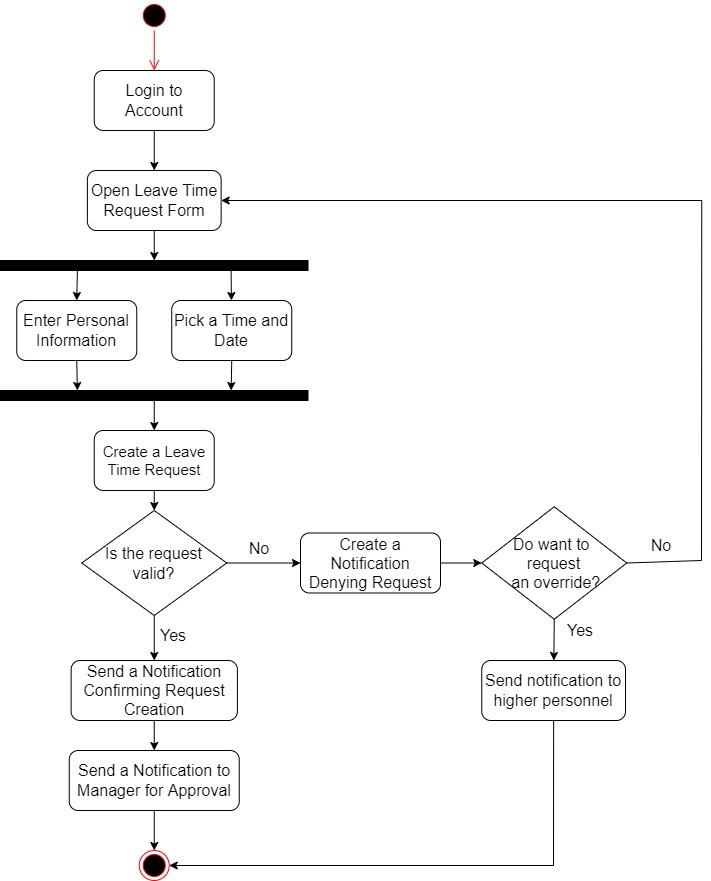 Login to
Account
Open Leave Time
Request Form
Enter Personal
Information
Pick a Time and
Date
Create a Leave
Time Request
Is the request
valid?
No
Create a
Notification
Denying Request
Do want to
request
an override?
No
Yes
Yes
Send a Notification
Confirming Request
Creation
Send notification to
higher personnel
Send a Notification to
Manager for Approval